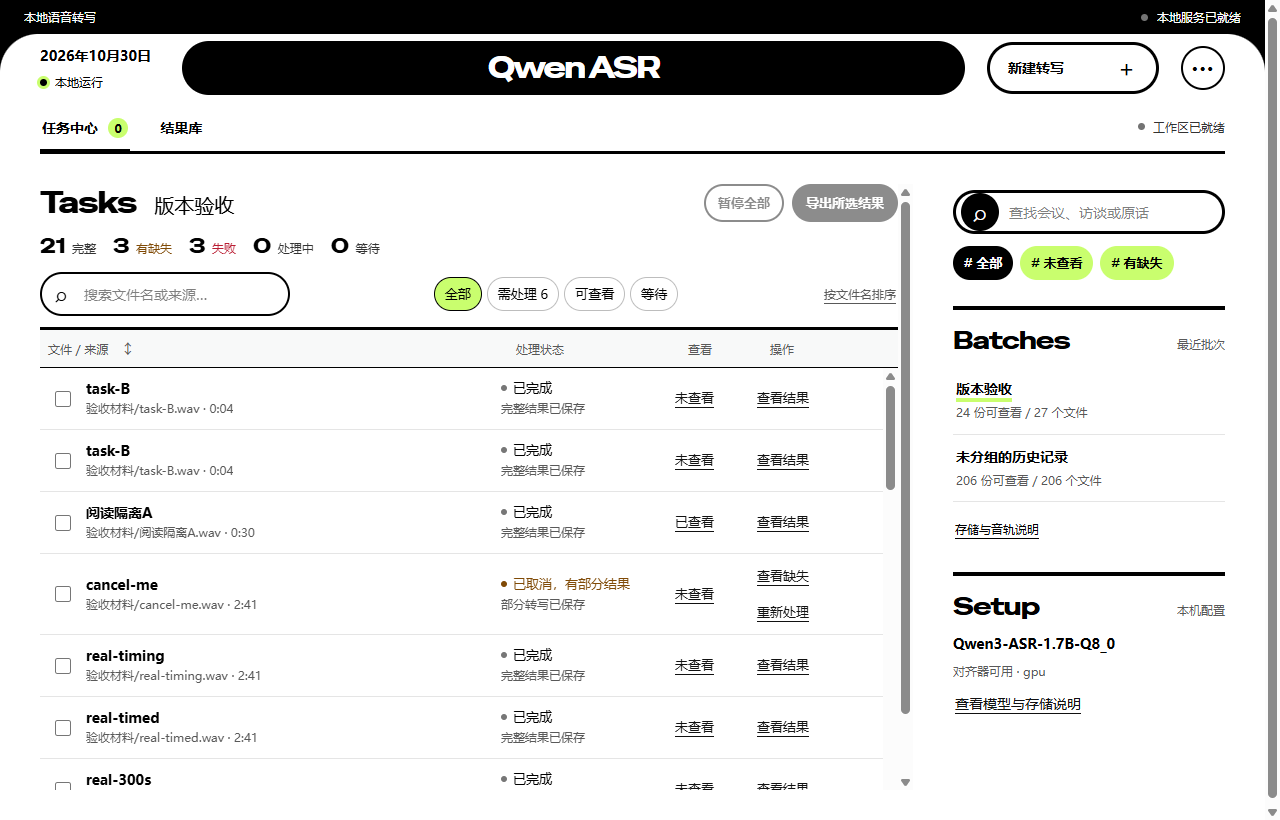 本地语音转写
本地服务已就绪
2026年10月30日
本地运行
Qwen ASR
新建转写 +
任务中心 0
结果库
工作区已就绪
Tasks 版本验收
暂停全部
导出所选结果
21 完整 3 有缺失 3 失败 0 处理中 0 等待
搜索文件名或来源...
全部
需处理 6
可查看
等待
按文件名排序
文件 / 来源
处理状态
查看
操作
task-B
验收材料/task-B.wav · 0:04
已完成
完整结果已保存
未查看
查看结果
task-B
验收材料/task-B.wav · 0:04
已完成
完整结果已保存
未查看
查看结果
阅读隔离A
验收材料/阅读隔离A.wav · 0:30
已完成
完整结果已保存
已查看
查看结果
cancel-me
验收材料/cancel-me.wav · 2:41
已取消，有部分结果
部分转写已保存
未查看
查看缺失
重新处理
real-timing
验收材料/real-timing.wav · 2:41
已完成
完整结果已保存
未查看
查看结果
real-timed
验收材料/real-timed.wav · 2:41
已完成
完整结果已保存
未查看
查看结果
real-300s
已完成
未查看
查看结果
查找会议、访谈或原话
# 全部
# 未查看
# 有缺失
Batches
最近批次
版本验收
24 份可查看 / 27 个文件
未分组的历史记录
206 份可查看 / 206 个文件
存储与音轨说明
Setup
本机配置
Qwen3-ASR-1.7B-Q8_0
对齐器可用 · gpu
查看模型与存储说明